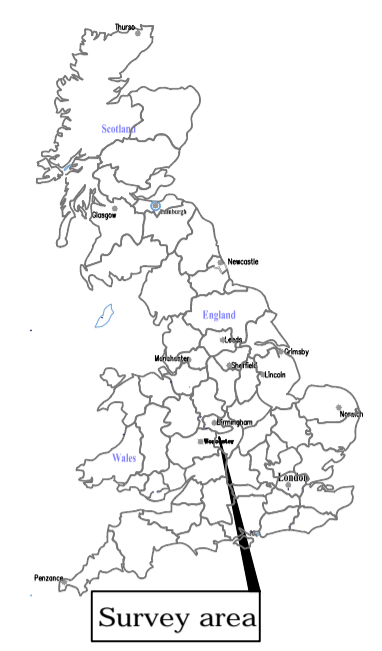 Thurso
Scotland
Edinburgh
Glasgow
Newcastle
England
Leeds
Grimsby
Manchester
Sheffield
Lincoln
Norwich
Birmingham
Worcester
Wales
London
Penzance
Survey area